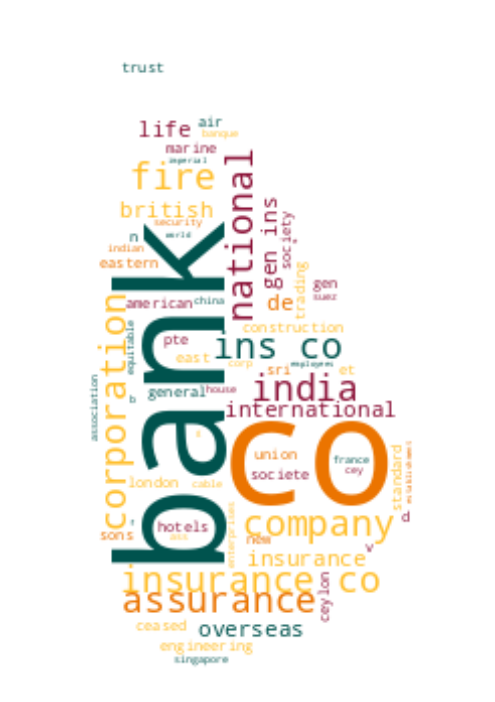 trust
life air
banque
marine
imperial
fire
british
security
n world
indian
eastern
bank
national
gen ins
society
american china
de
trading
gen
suez
construction
equitable
pte
ins co
east corp employees
sri et
association
b general house
india
international
corporation
co
union
societe
france
cey
london cable
standard
establishment
hotels
sons
ass
enterprises
company
d
new
v
insurance
insurance co
assurance
ceylon
ceased
overseas
engineering
singapore